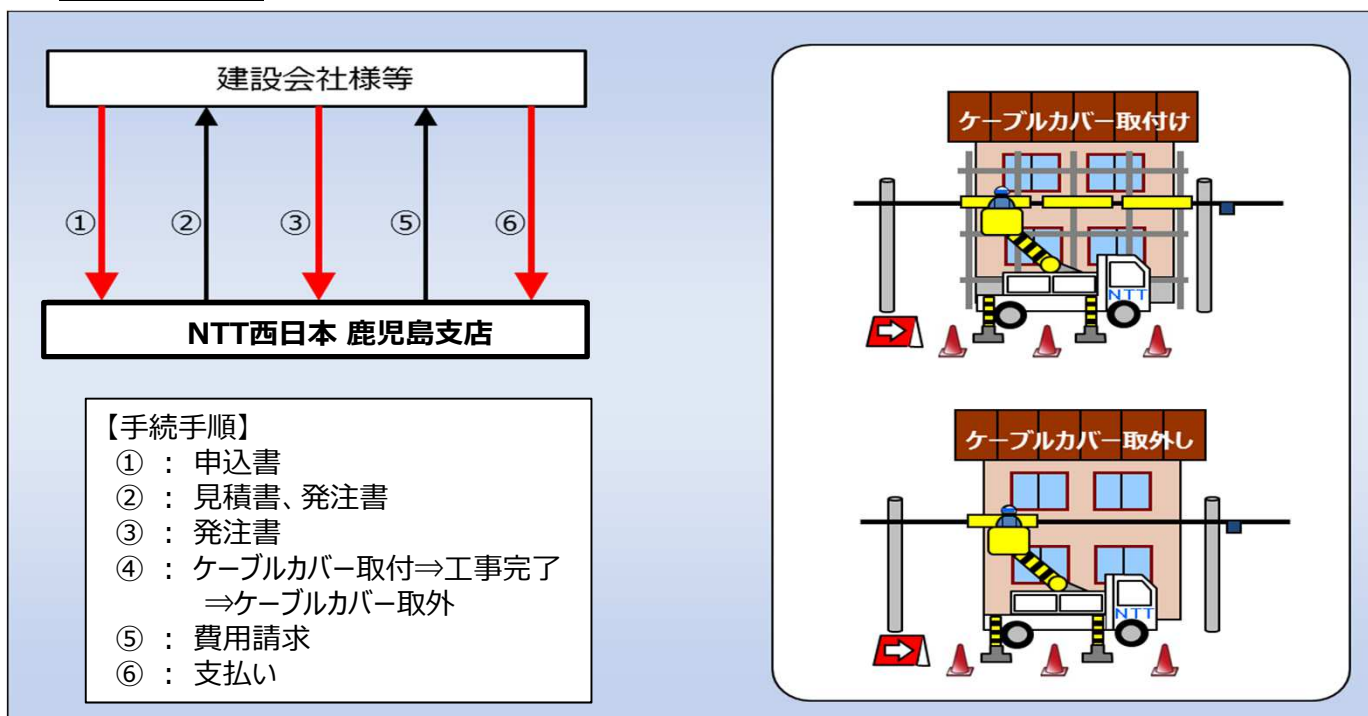 建設会社様等
①
②
③
⑤
⑥
NTT西日本 鹿児島支店
【手続手順】
① : 申込書
② : 見積書、発注書
③ : 発注書
④ : ケーブルカバー取付⇒工事完了
⇒ケーブルカバー取外
⑤ : 費用請求
⑥ : 支払い
ケーブルカバー取付け
NTT
ケーブルカバー取外し
NTT